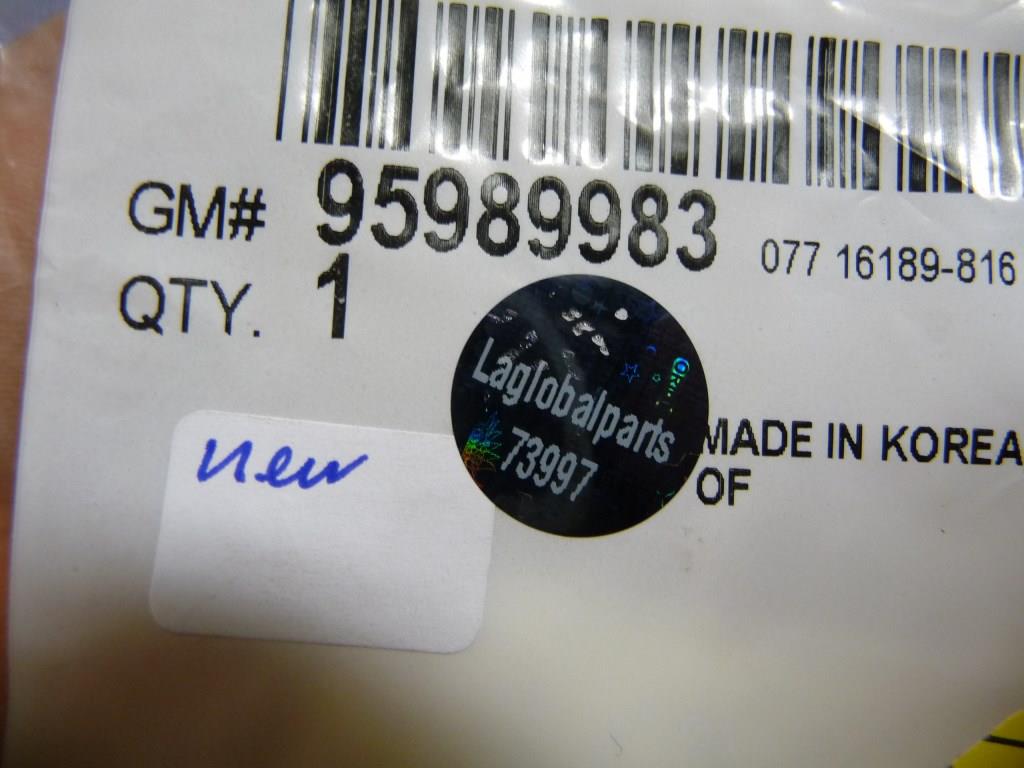 GM# 95989983
077 16189-816
QTY. 1
Laglobalparts
73997
MADE IN KOREA
OF
new